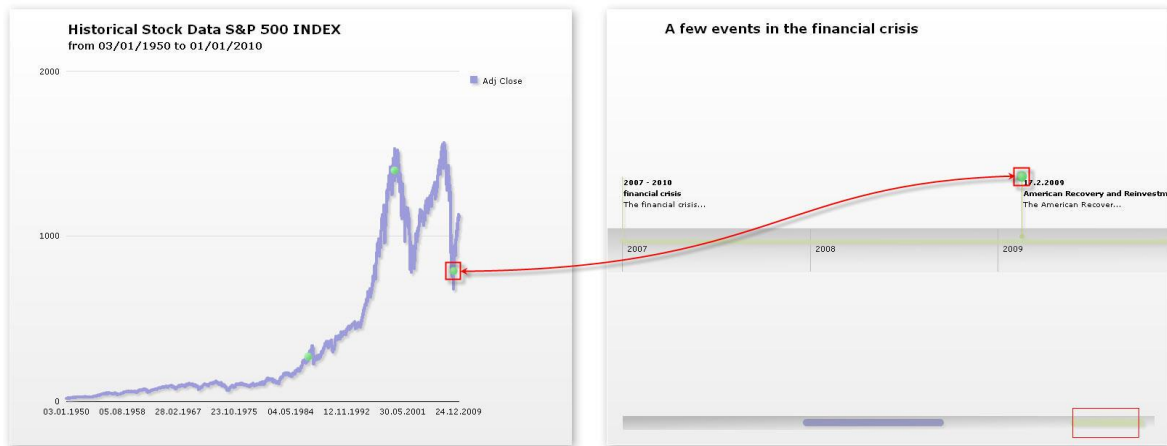 Historical Stock Data S&P 500 INDEX
from 03/01/1950 to 01/01/2010
2000
Adj Close
1000
0
03.01.1950 05.08.1958 28.02.1967 23.10.1975 04.05.1984 12.11.1992 30.05.2001 24.12.2009
A few events in the financial crisis
2007 - 2010
financial crisis
The financial crisis...
17.2.2009
American Recovery and Reinvestm
The American Recover...
2007 2008 2009